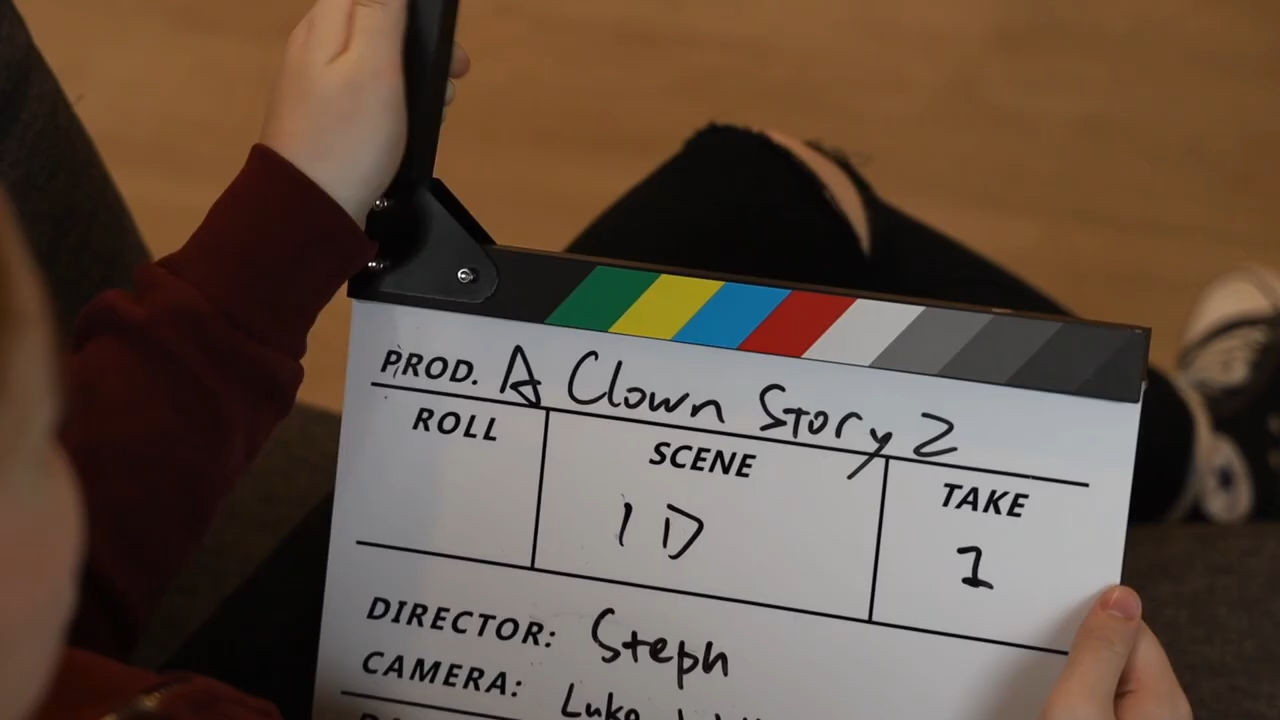 PROD. A Clown Story 2
ROLL SCENE TAKE
1D 1
DIRECTOR: Steph
CAMERA: Luke